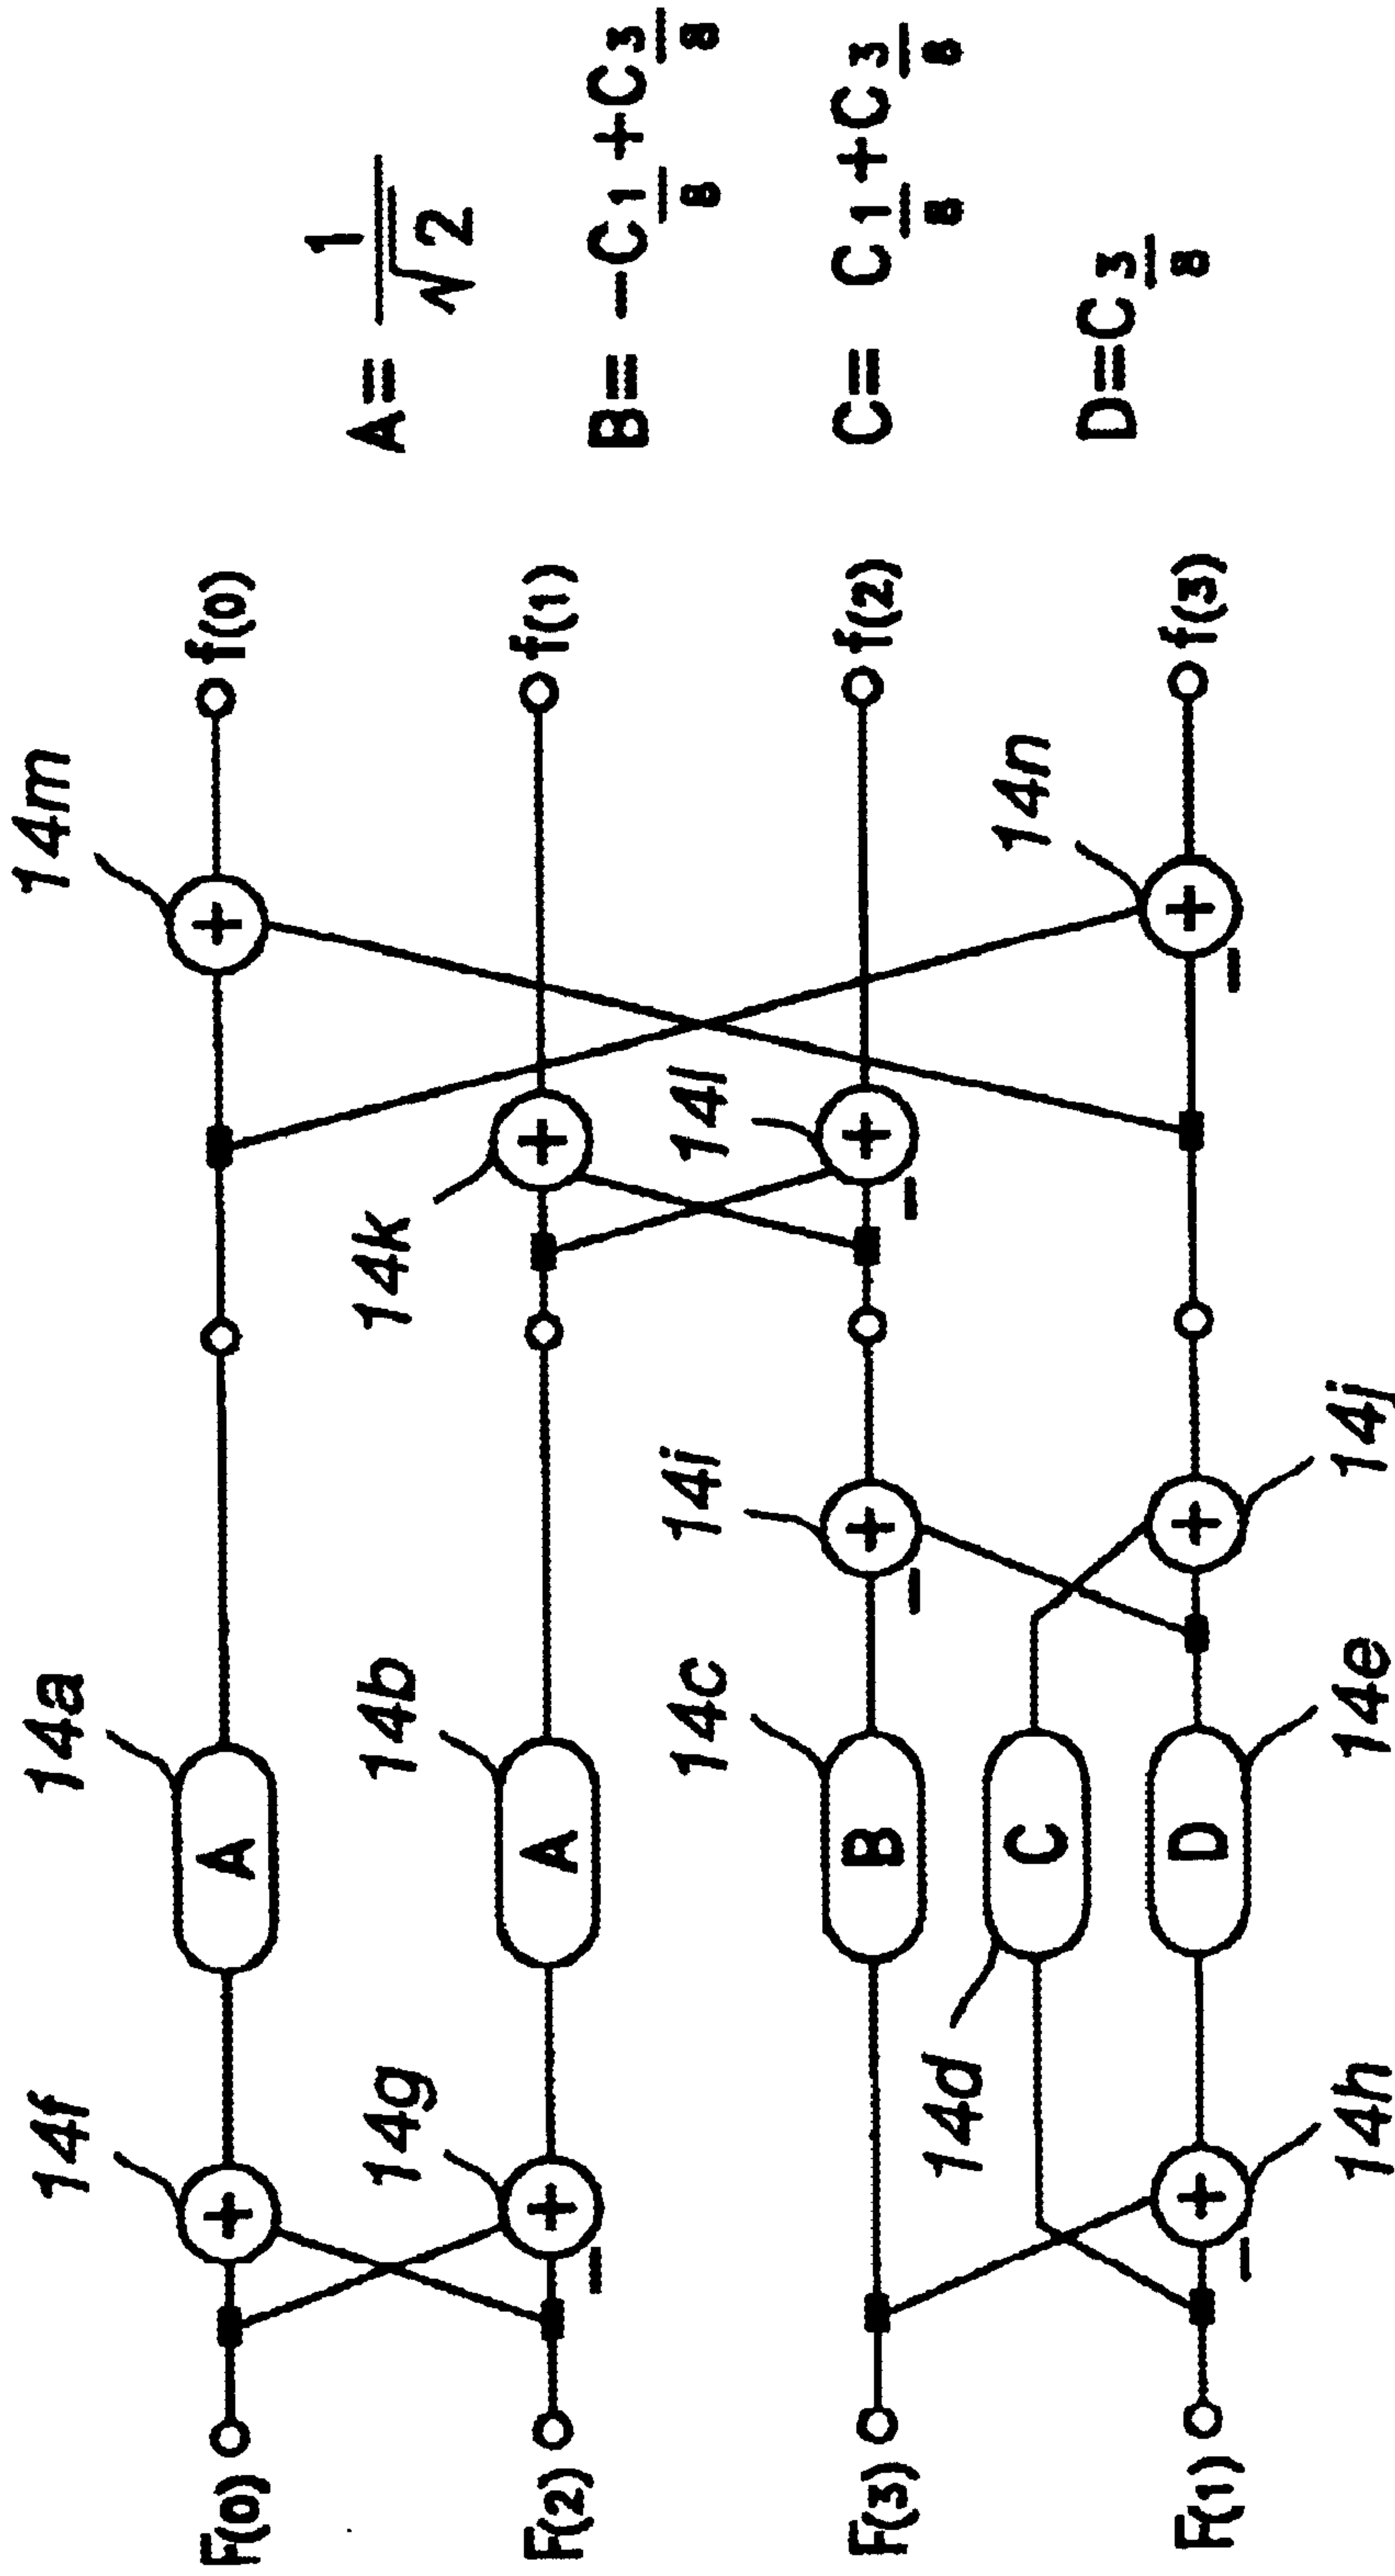 14f
14a
14m
F(0)
+
A
+
f(0)
14g
14b
14k
F(2)
+
A
+
f(1)
14c
14i
14l
F(3)
B
+
+
f(2)
14d
C
14n
F(1)
+
D
+
+
f(3)
14h
14e
14j
A= 1/√2
B= −C1/8 +C3/8
C= C1/8 +C3/8
D=C3/8